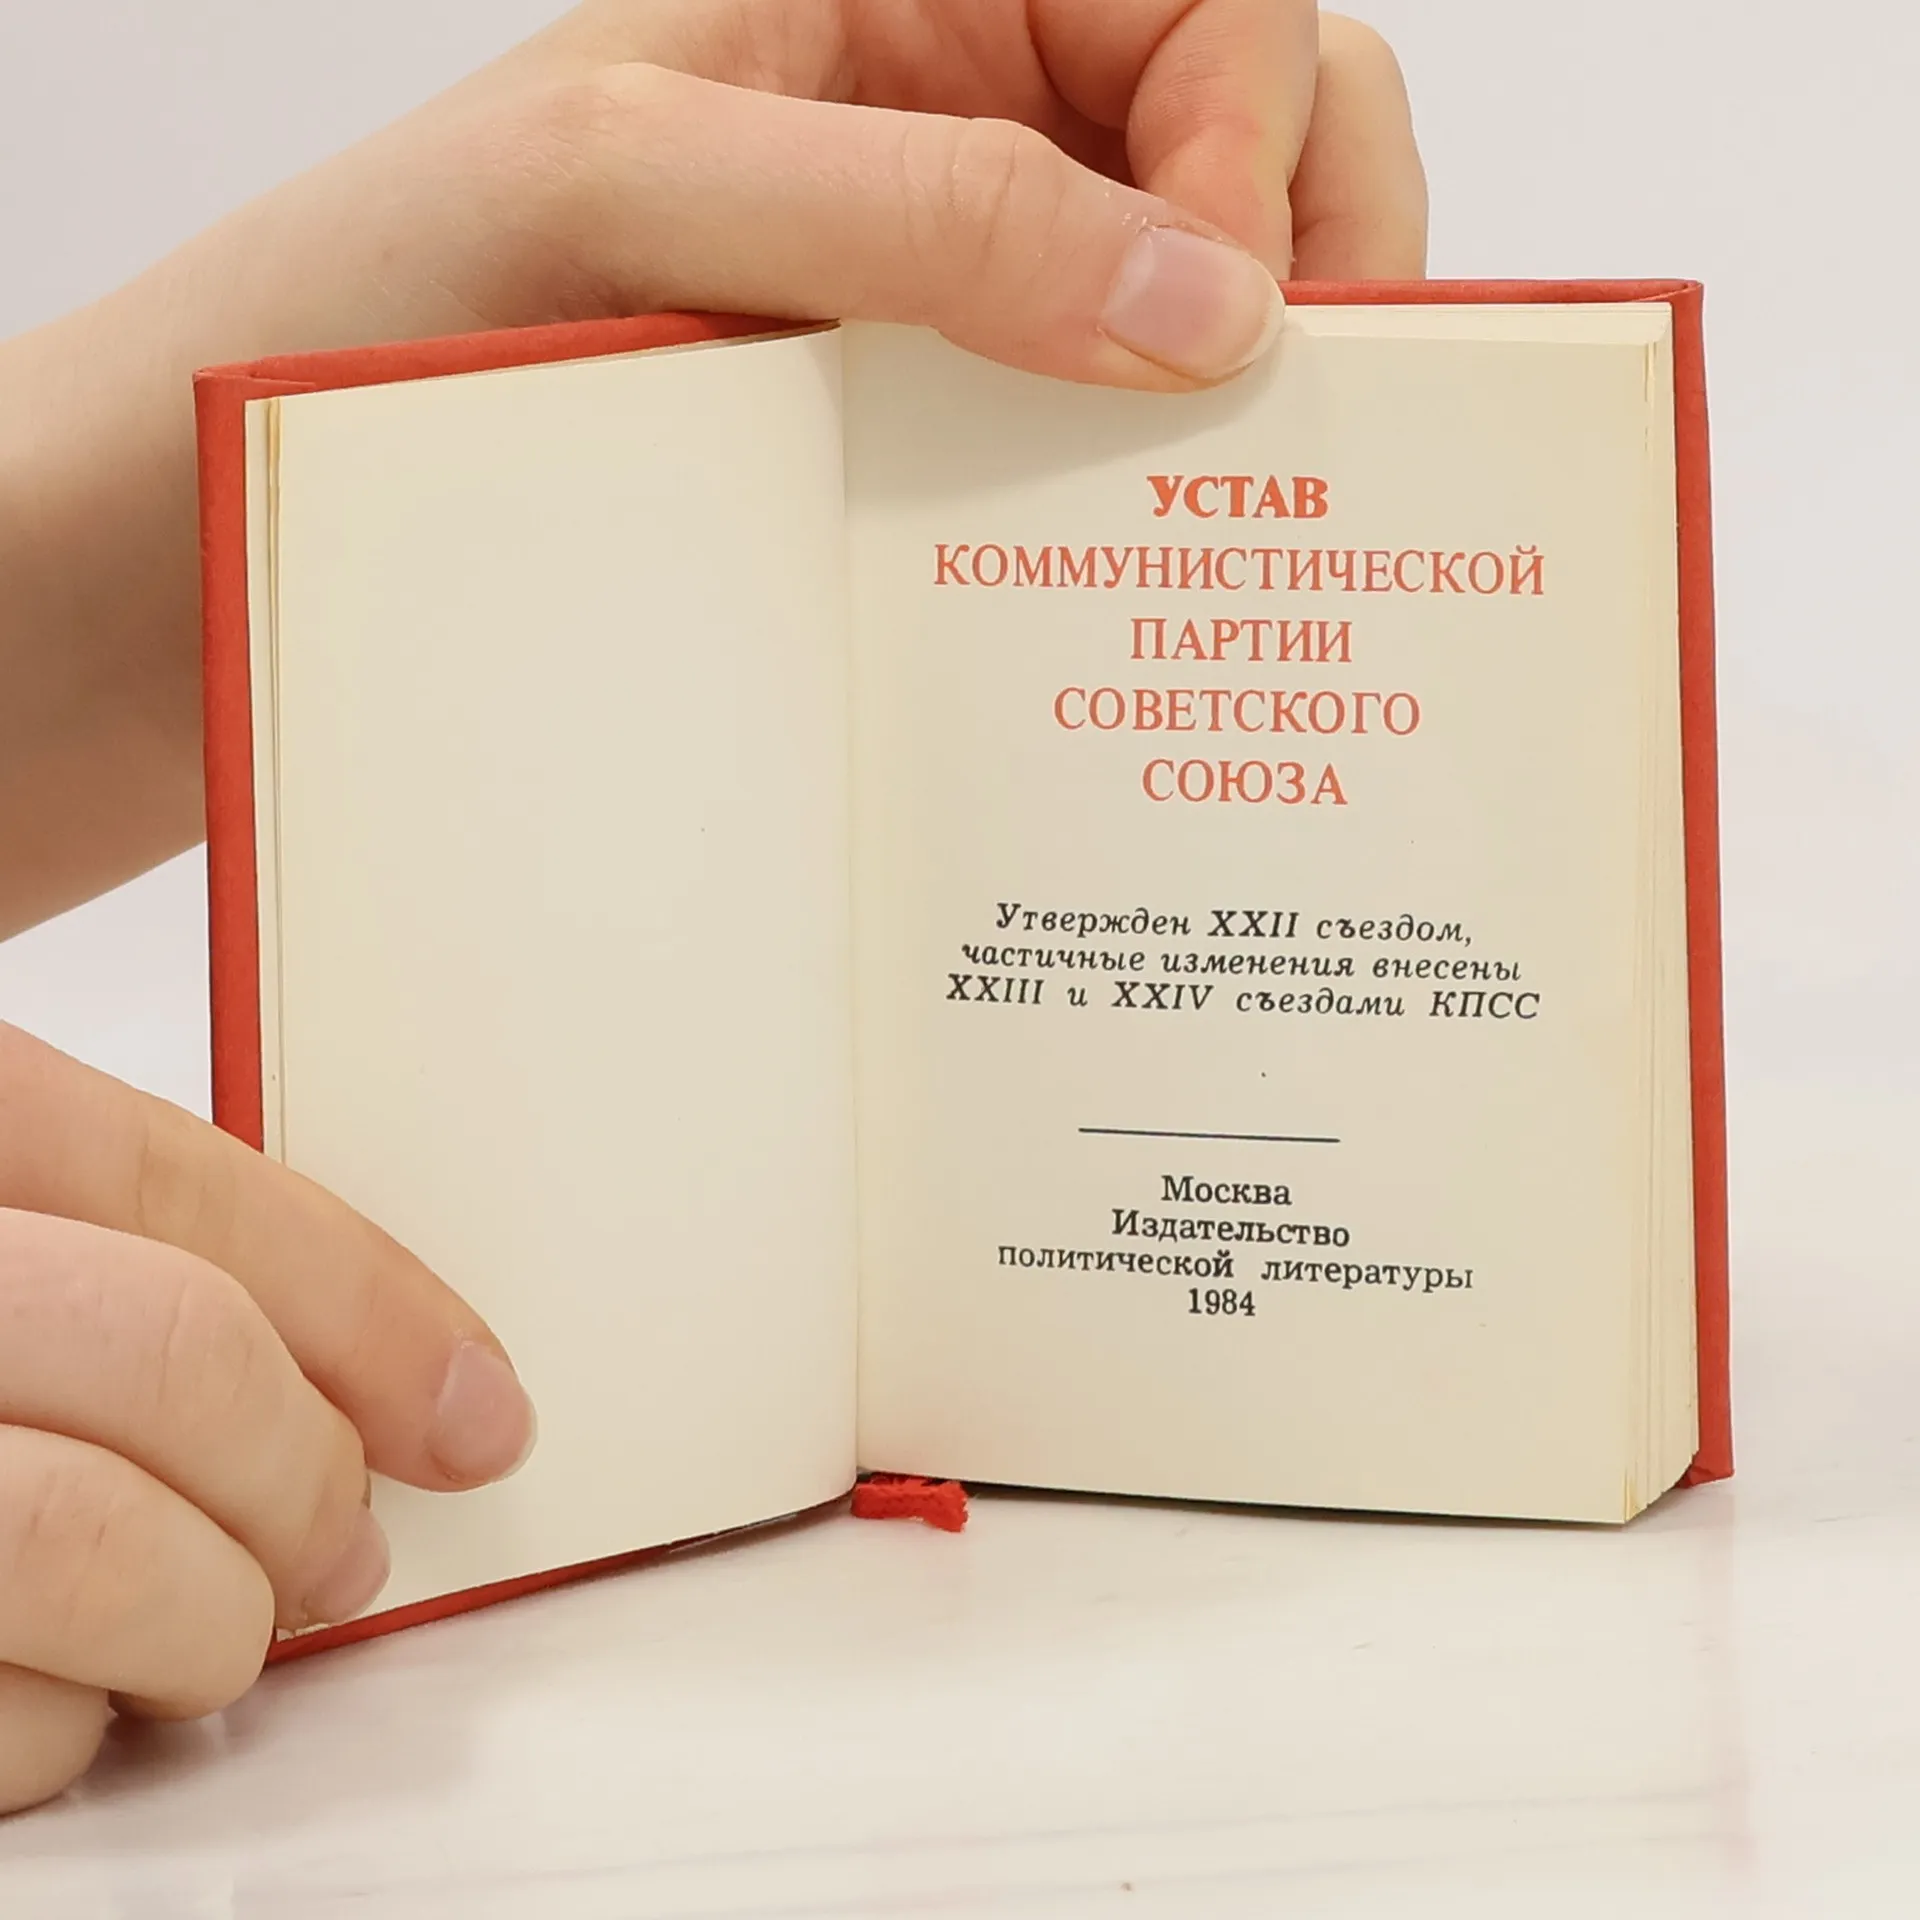 УСТАВ
КОММУНИСТИЧЕСКОЙ
ПАРТИИ
СОВЕТСКОГО
СОЮЗА
Утвержден XXII съездом,
частичные изменения внесены
XXIII и XXIV съездами КПСС
Москва
Издательство
политической литературы
1984